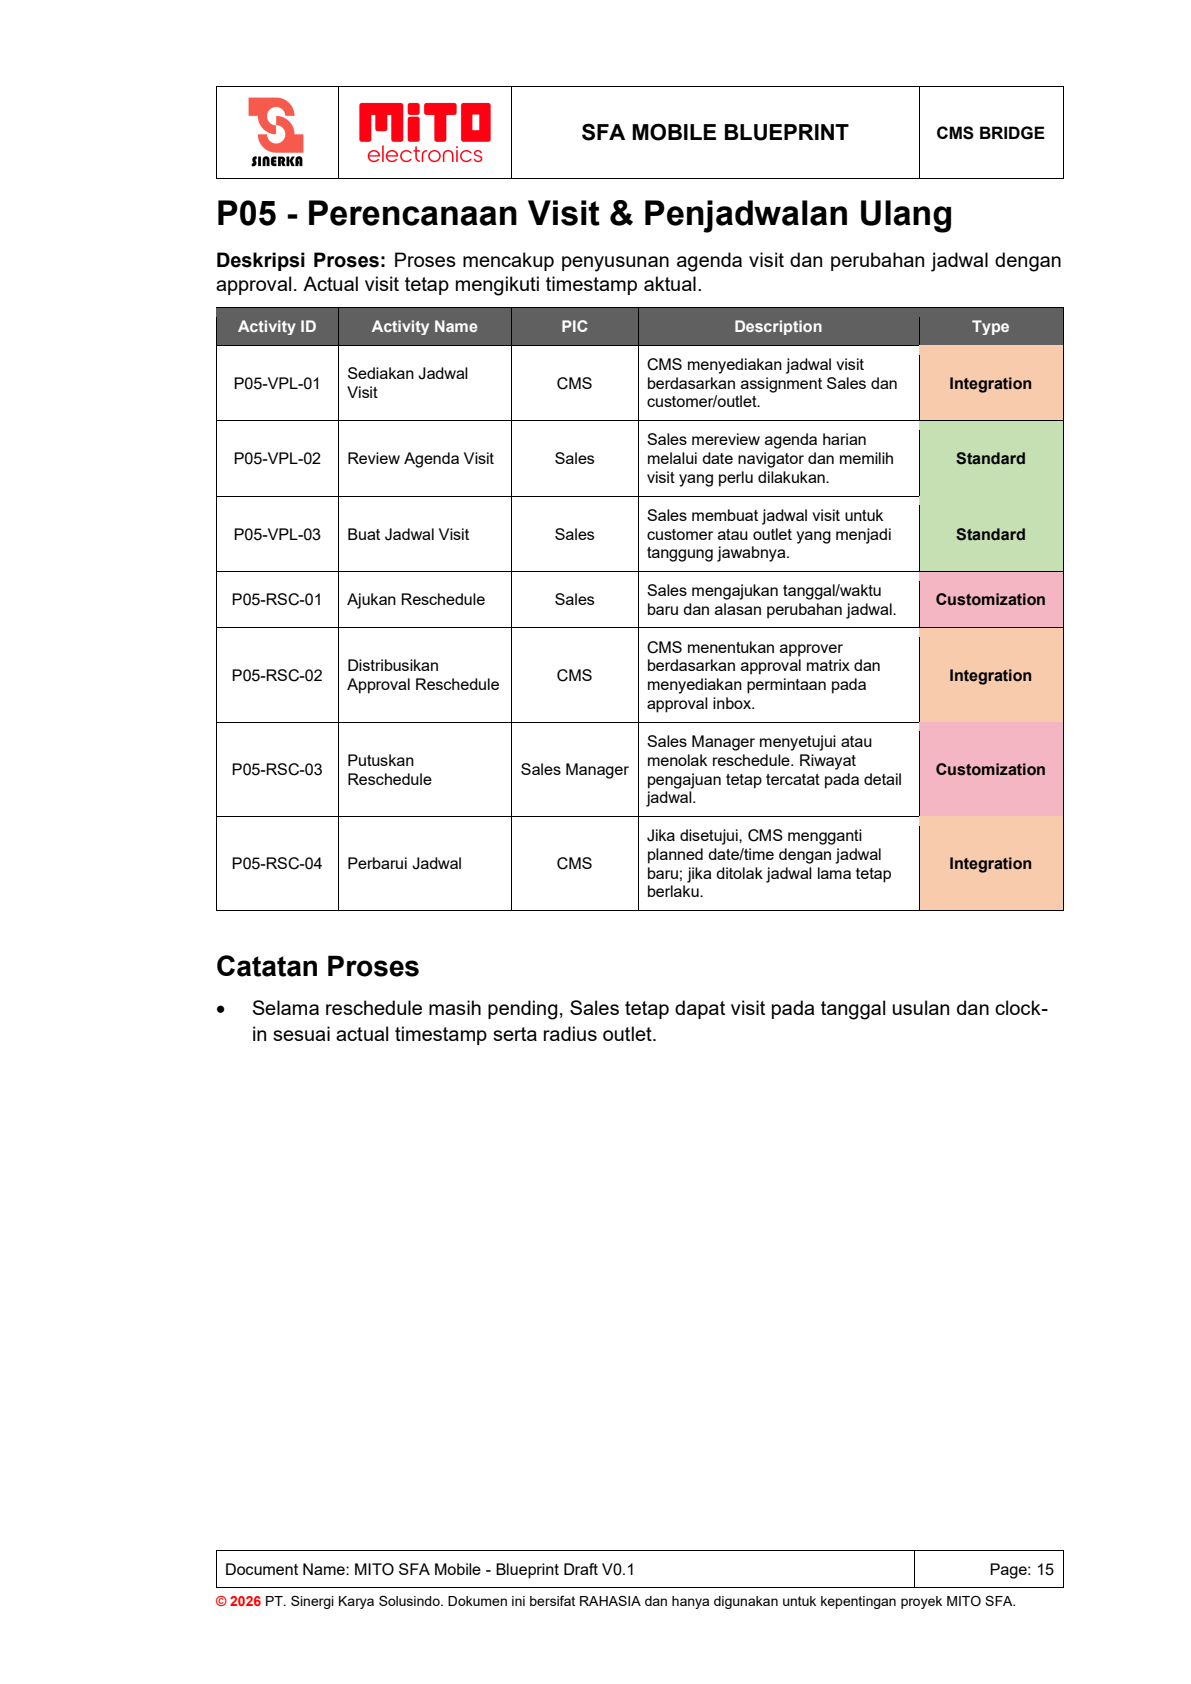 SINERKA
MiTO
electronics
SFA MOBILE BLUEPRINT
CMS BRIDGE
P05 - Perencanaan Visit & Penjadwalan Ulang
Deskripsi Proses: Proses mencakup penyusunan agenda visit dan perubahan jadwal dengan
approval. Actual visit tetap mengikuti timestamp aktual.
Activity ID
Activity Name
PIC
Description
Type
P05-VPL-01
Sediakan Jadwal
Visit
CMS
CMS menyediakan jadwal visit
berdasarkan assignment Sales dan
customer/outlet.
Integration
P05-VPL-02
Review Agenda Visit
Sales
Sales mereview agenda harian
melalui date navigator dan memilih
visit yang perlu dilakukan.
Standard
P05-VPL-03
Buat Jadwal Visit
Sales
Sales membuat jadwal visit untuk
customer atau outlet yang menjadi
tanggung jawabnya.
Standard
P05-RSC-01
Ajukan Reschedule
Sales
Sales mengajukan tanggal/waktu
baru dan alasan perubahan jadwal.
Customization
P05-RSC-02
Distribusikan
Approval Reschedule
CMS
CMS menentukan approver
berdasarkan approval matrix dan
menyediakan permintaan pada
approval inbox.
Integration
P05-RSC-03
Putuskan
Reschedule
Sales Manager
Sales Manager menyetujui atau
menolak reschedule. Riwayat
pengajuan tetap tercatat pada detail
jadwal.
Customization
P05-RSC-04
Perbarui Jadwal
CMS
Jika disetujui, CMS mengganti
planned date/time dengan jadwal
baru; jika ditolak jadwal lama tetap
berlaku.
Integration
Catatan Proses
• Selama reschedule masih pending, Sales tetap dapat visit pada tanggal usulan dan clock-
in sesuai actual timestamp serta radius outlet.
Document Name: MITO SFA Mobile - Blueprint Draft V0.1
Page: 15
© 2026 PT. Sinergi Karya Solusindo. Dokumen ini bersifat RAHASIA dan hanya digunakan untuk kepentingan proyek MITO SFA.